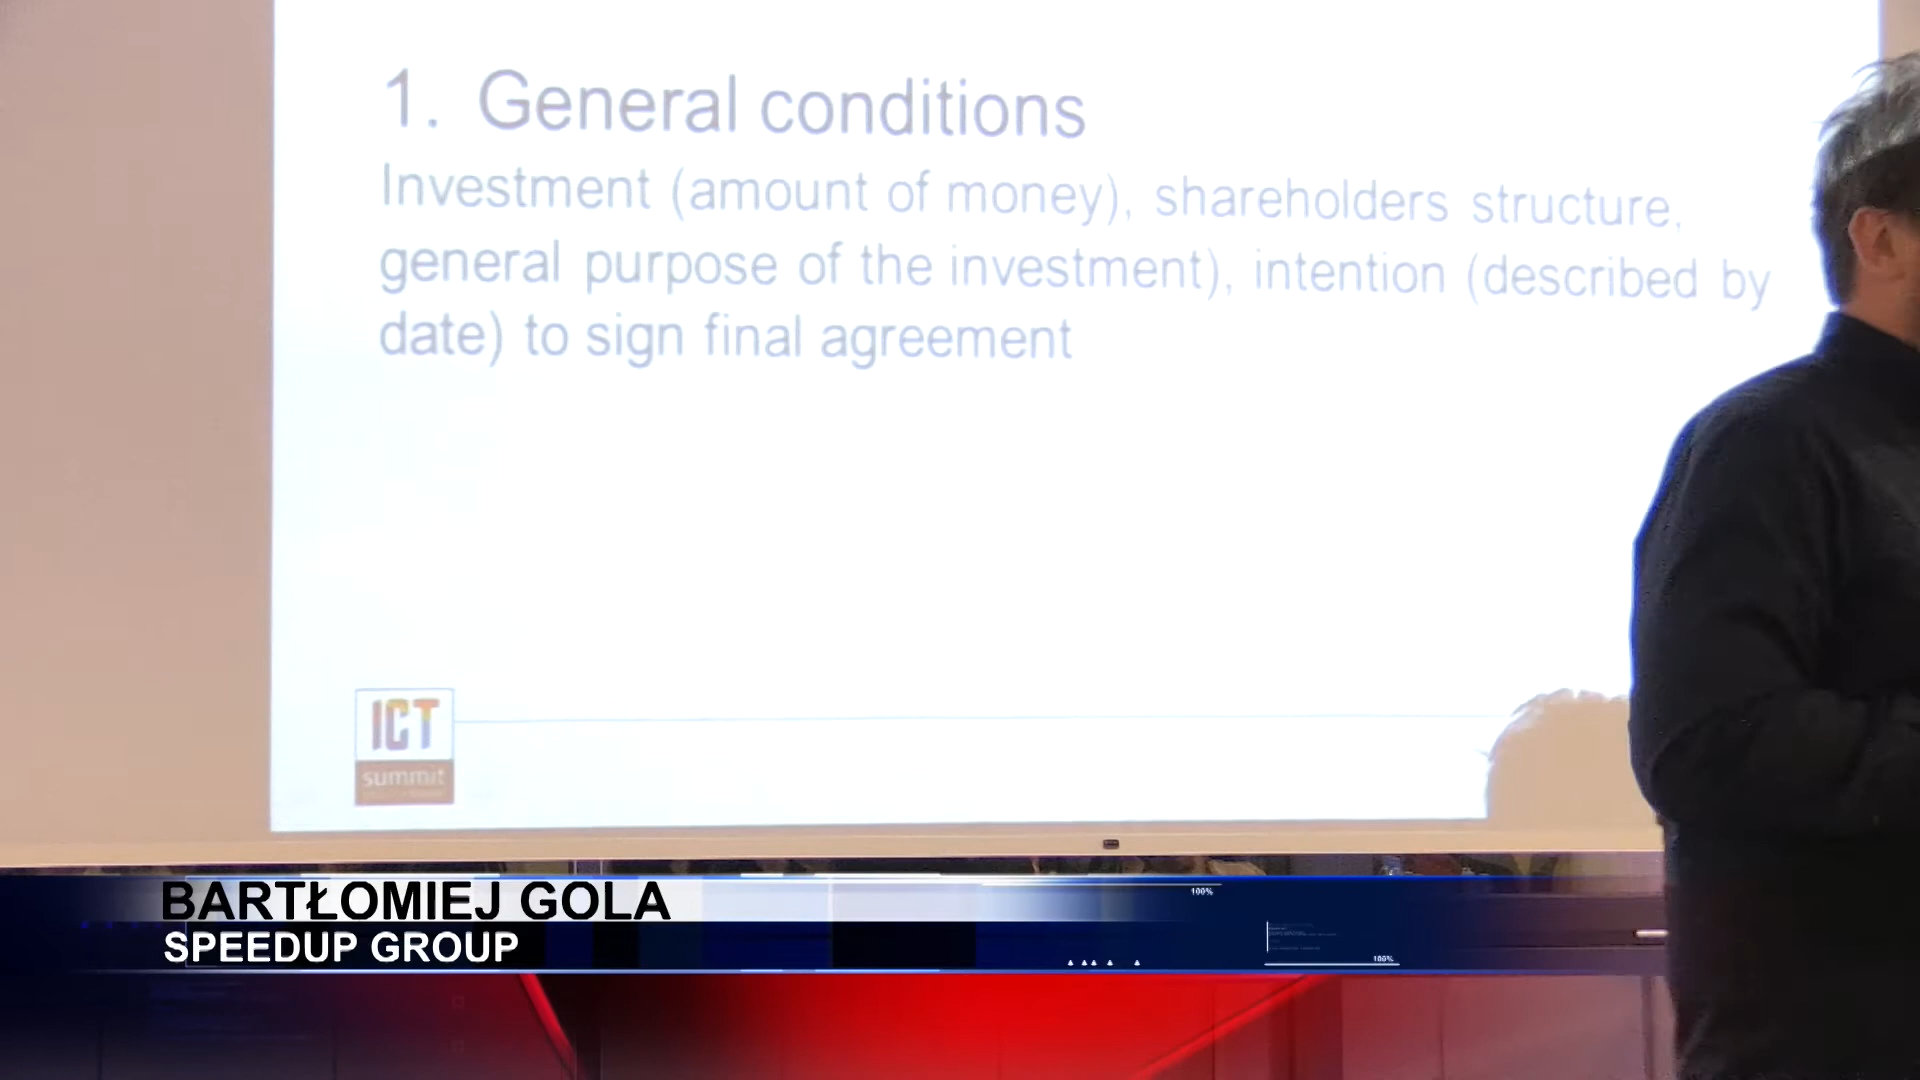 1. General conditions
Investment (amount of money), shareholders structure,
general purpose of the investment), intention (described by
date) to sign final agreement
ICT
summit
BARTŁOMIEJ GOLA
100%
SPEEDUP GROUP
100%